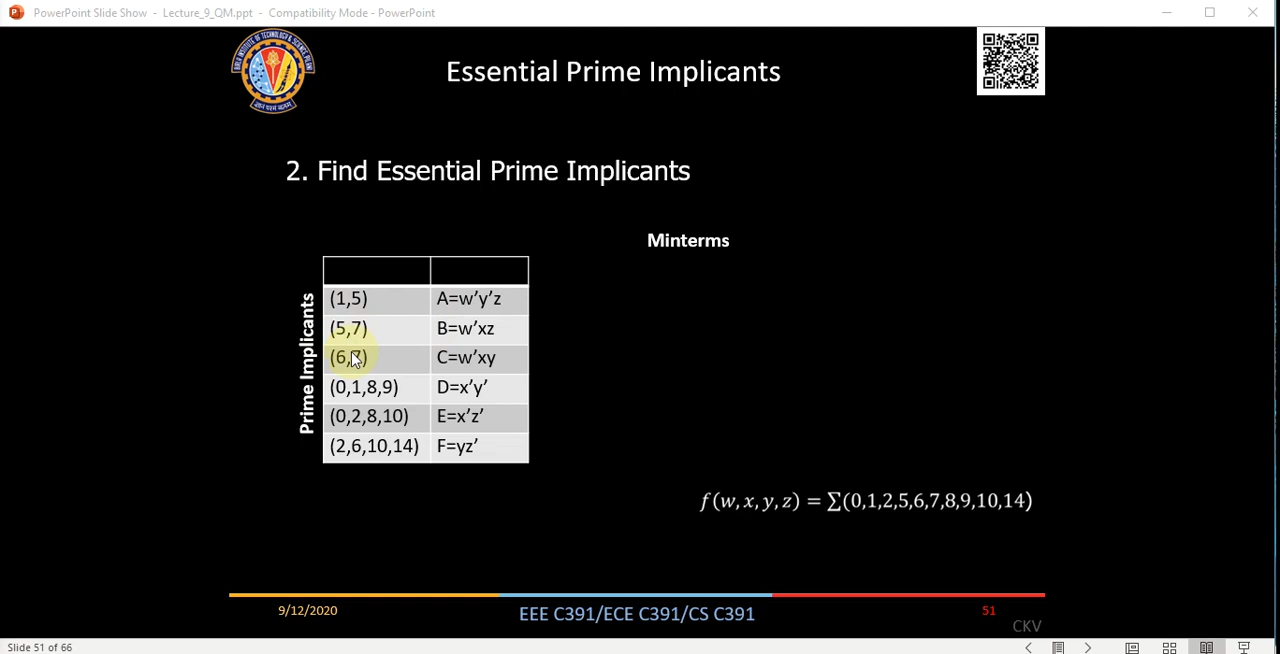 PowerPoint Slide Show - Lecture_9_QM.ppt - Compatibility Mode - PowerPoint
Essential Prime Implicants
2. Find Essential Prime Implicants
Minterms
Prime Implicants
(1,5) A=w’y’z
(5,7) B=w’xz
(6,7) C=w’xy
(0,1,8,9) D=x’y’
(0,2,8,10) E=x’z’
(2,6,10,14) F=yz’
f(w,x,y,z) = ∑(0,1,2,5,6,7,8,9,10,14)
9/12/2020
EEE C391/ECE C391/CS C391
51
CKV
Slide 51 of 66